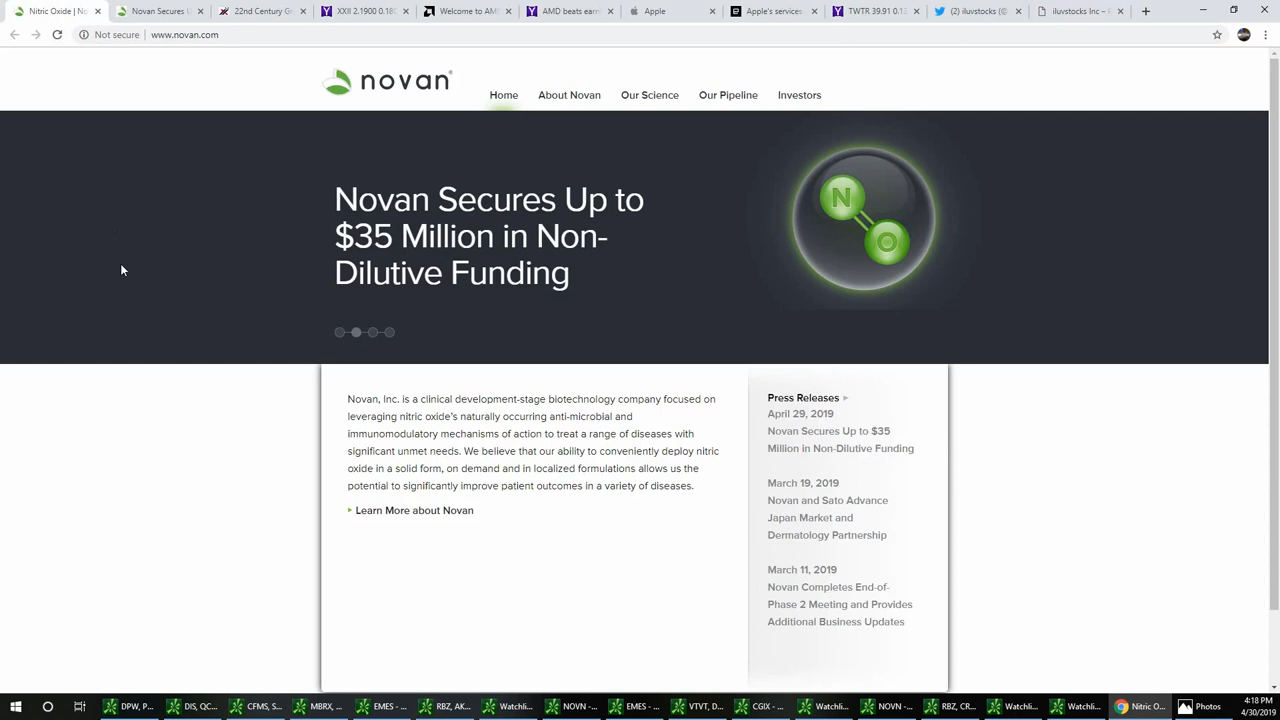 Nitric Oxide | N
Novan Secures U
22nd Century Gr
XXII 2.1900 0.180
Welcome to AM
AMD beats earn
Apple
Apple's services
TWTR 39.91 0.13
(2) iluvstocks (@
iluvstocks Inc – F
Not secure | www.novan.com
novan
Home
About Novan
Our Science
Our Pipeline
Investors
Novan Secures Up to
$35 Million in Non-
Dilutive Funding
N
O
Novan, Inc. is a clinical development-stage biotechnology company focused on
leveraging nitric oxide's naturally occurring anti-microbial and
immunomodulatory mechanisms of action to treat a range of diseases with
significant unmet needs. We believe that our ability to conveniently deploy nitric
oxide in a solid form, on demand and in localized formulations allows us the
potential to significantly improve patient outcomes in a variety of diseases.
Learn More about Novan
Press Releases
April 29, 2019
Novan Secures Up to $35
Million in Non-Dilutive Funding
March 19, 2019
Novan and Sato Advance
Japan Market and
Dermatology Partnership
March 11, 2019
Novan Completes End-of-
Phase 2 Meeting and Provides
Additional Business Updates
DPW, P...
DIS, QC...
CFMS, S...
MBRX, ...
EMES - ...
RBZ, AK...
Watchli...
NOVN - ...
EMES - ...
VTVT, D...
CGIX - ...
Watchli...
NOVN - ...
RBZ, CR...
Watchli...
Watchli...
Nitric O...
Photos
4:18 PM
4/30/2019